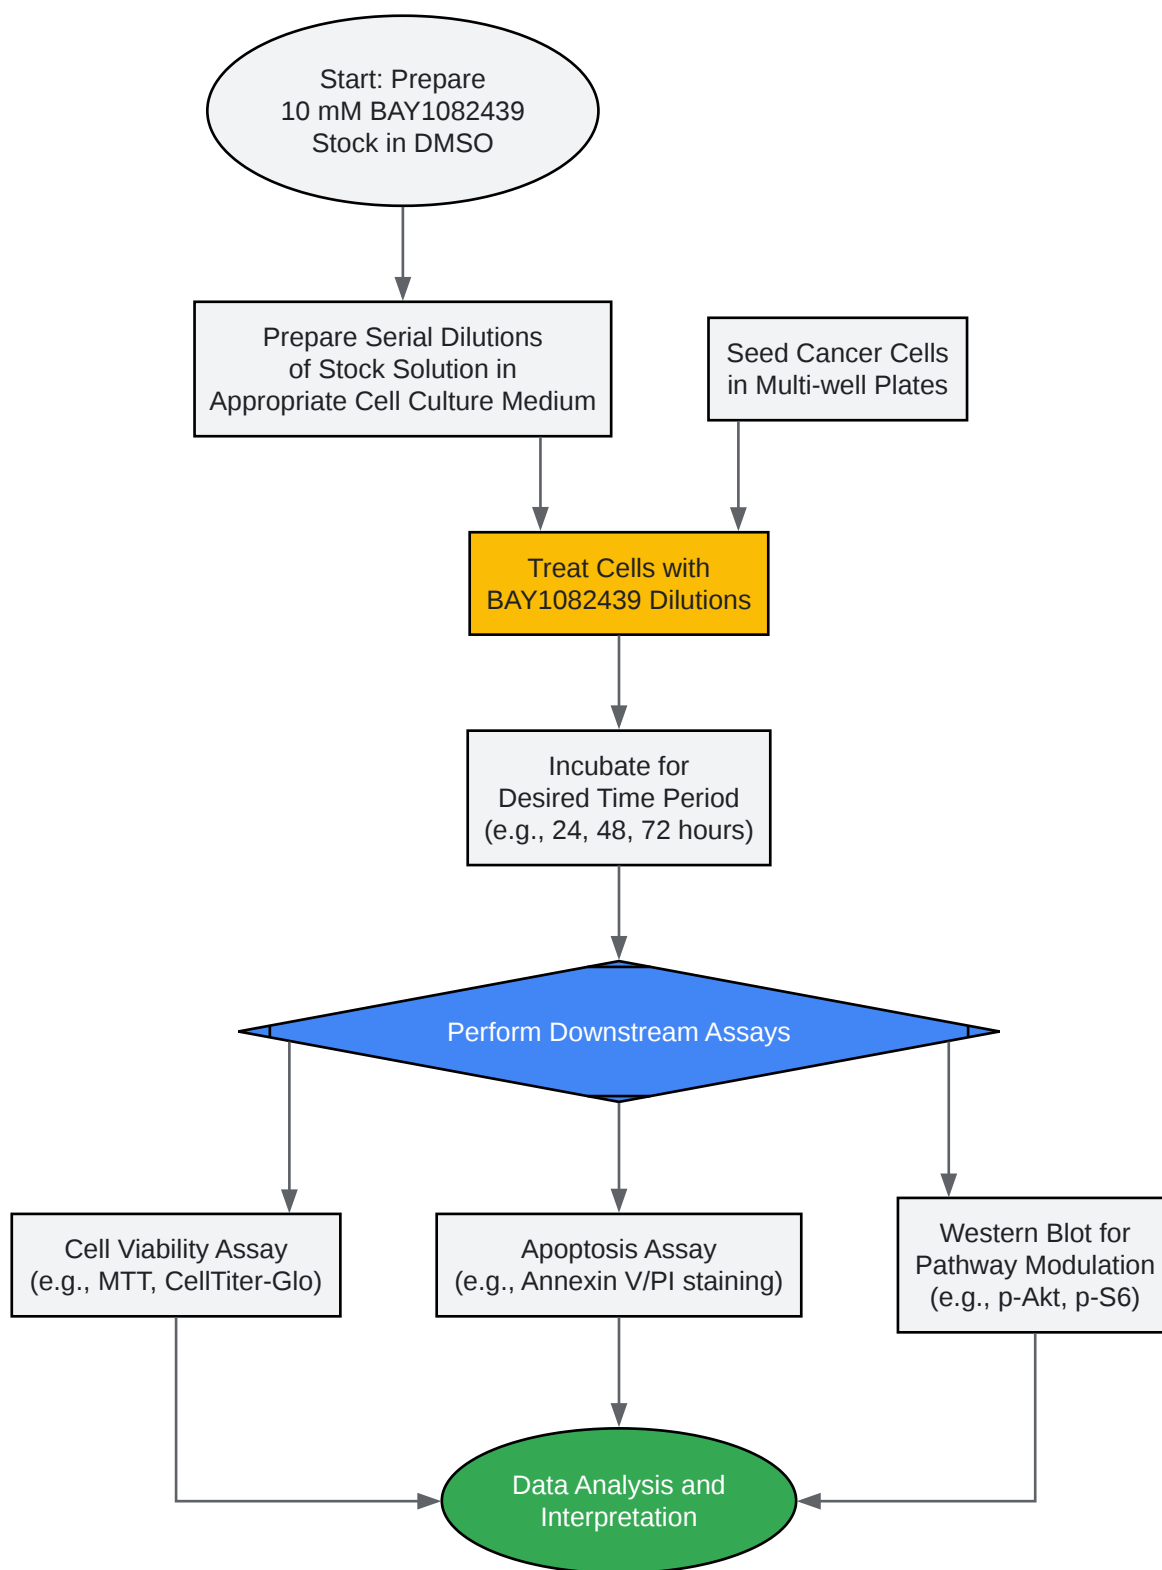 Start: Prepare
10 mM BAY1082439
Stock in DMSO
Prepare Serial Dilutions
of Stock Solution in
Appropriate Cell Culture Medium
Seed Cancer Cells
in Multi-well Plates
Treat Cells with
BAY1082439 Dilutions
Incubate for
Desired Time Period
(e.g., 24, 48, 72 hours)
Perform Downstream Assays
Cell Viability Assay
(e.g., MTT, CellTiter-Glo)
Apoptosis Assay
(e.g., Annexin V/PI staining)
Western Blot for
Pathway Modulation
(e.g., p-Akt, p-S6)
Data Analysis and
Interpretation